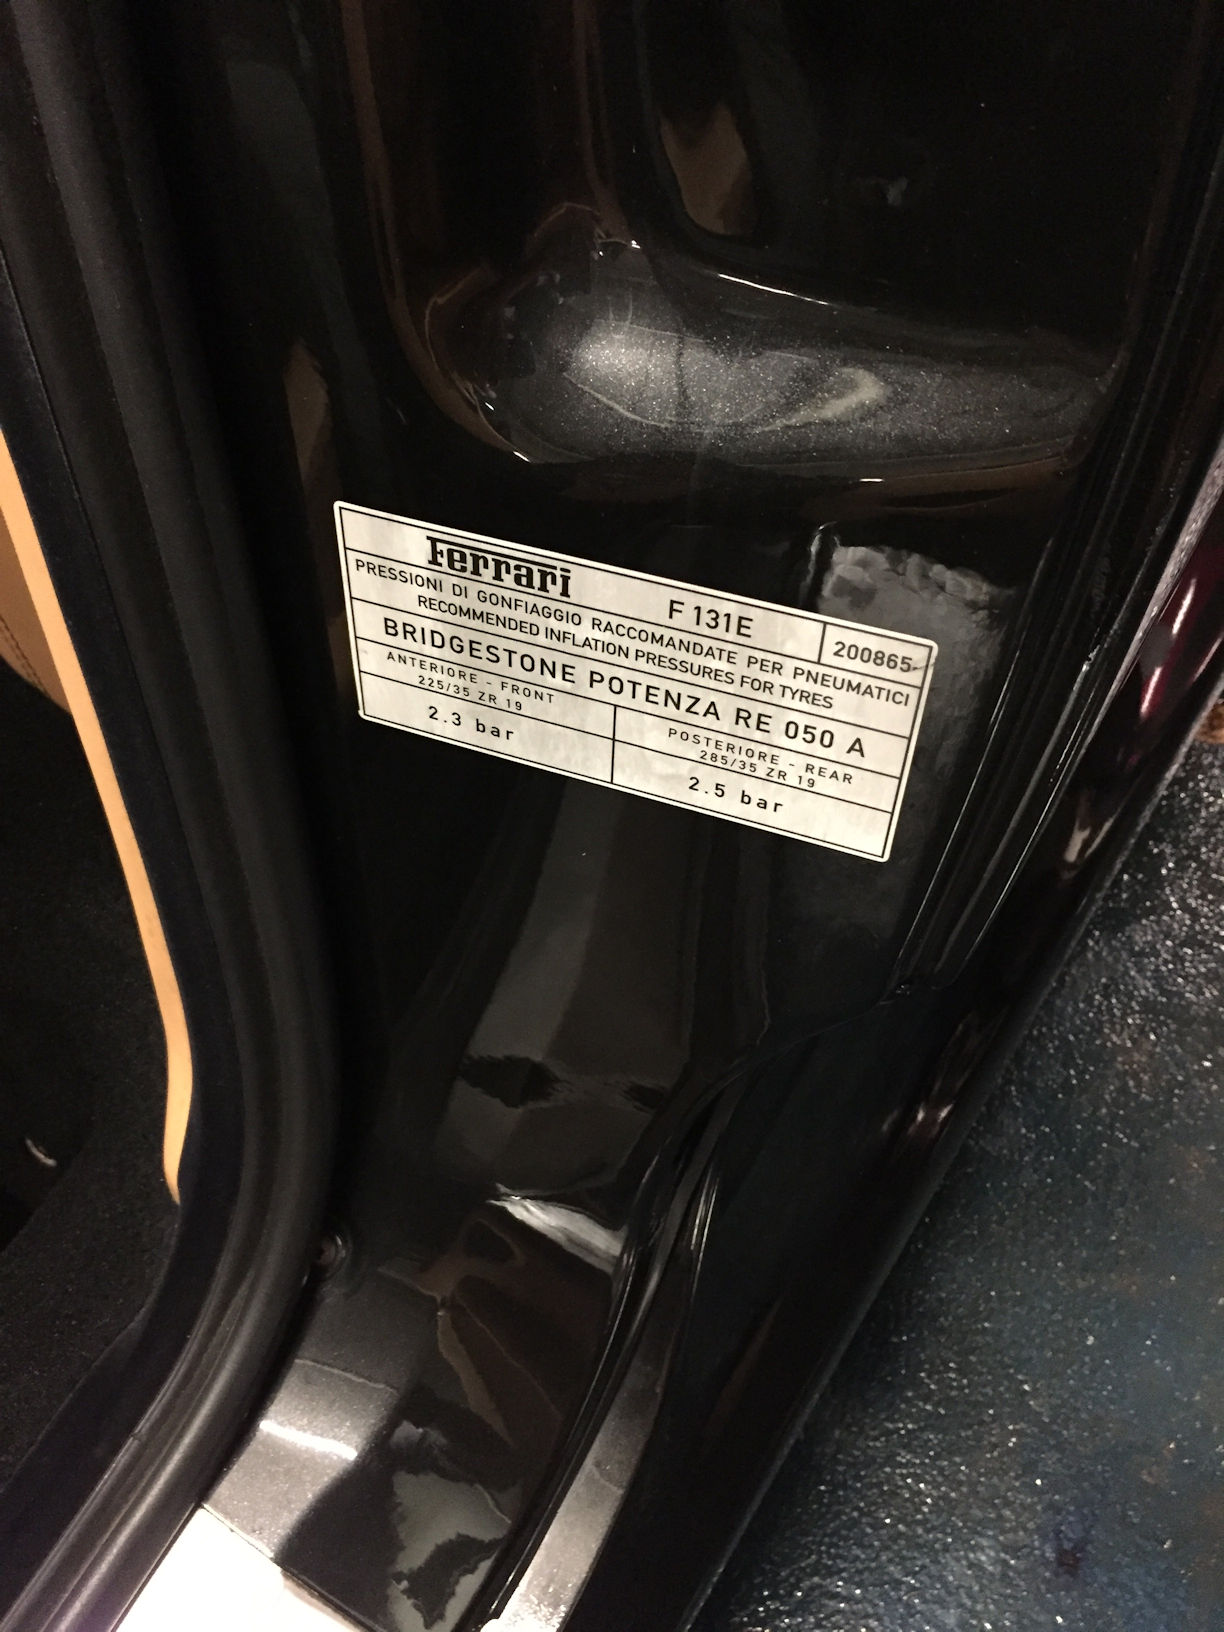 Ferrari F 131E 200865
PRESSIONI DI GONFIAGGIO RACCOMANDATE PER PNEUMATICI
RECOMMENDED INFLATION PRESSURES FOR TYRES
BRIDGESTONE POTENZA RE 050 A
ANTERIORE - FRONT
225/35 ZR 19
2.3 bar
POSTERIORE - REAR
285/35 ZR 19
2.5 bar